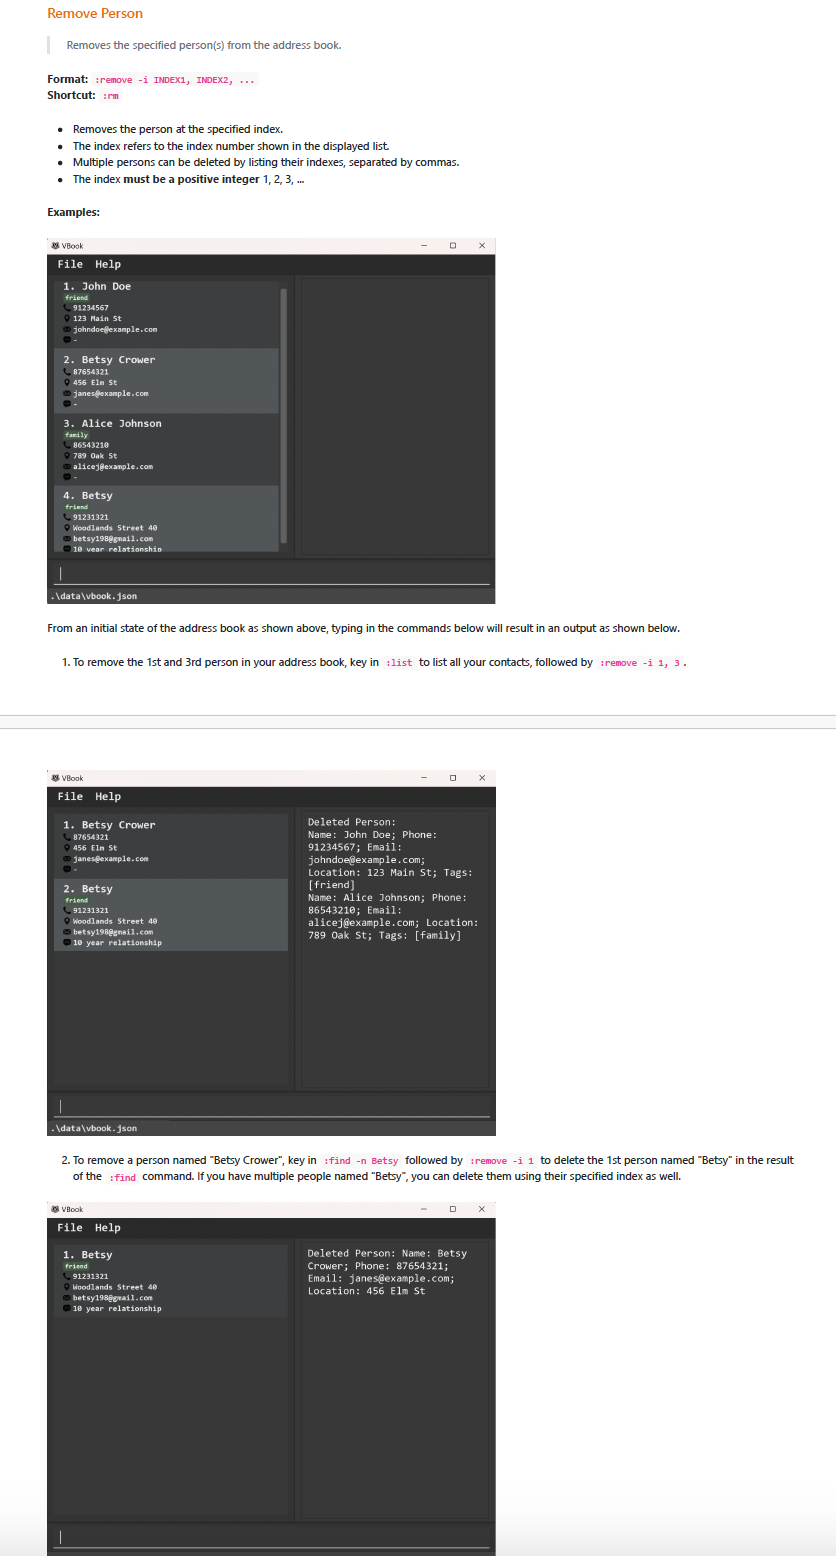 Remove Person
Removes the specified person(s) from the address book.
Format: :remove -i INDEX1, INDEX2, ...
Shortcut: :rm
• Removes the person at the specified index.
• The index refers to the index number shown in the displayed list.
• Multiple persons can be deleted by listing their indexes, separated by commas.
• The index must be a positive integer 1, 2, 3, ...
Examples:
VBook
File Help
1. John Doe
friend
91234567
123 Main St
johndoe@example.com
-
2. Betsy Crower
87654321
456 Elm St
janes@example.com
-
3. Alice Johnson
family
86543210
789 Oak St
alicej@example.com
-
4. Betsy
friend
91231321
Woodlands Street 40
betsy198@gmail.com
10 year relationship
.\data\vbook.json
From an initial state of the address book as shown above, typing in the commands below will result in an output as shown below.
1. To remove the 1st and 3rd person in your address book, key in :list to list all your contacts, followed by :remove -i 1, 3 .
VBook
File Help
1. Betsy Crower
87654321
456 Elm St
janes@example.com
-
2. Betsy
friend
91231321
Woodlands Street 40
betsy198@gmail.com
10 year relationship
Deleted Person:
Name: John Doe; Phone:
91234567; Email:
johndoe@example.com;
Location: 123 Main St; Tags:
[friend]
Name: Alice Johnson; Phone:
86543210; Email:
alicej@example.com; Location:
789 Oak St; Tags: [family]
.\data\vbook.json
2. To remove a person named "Betsy Crower", key in :find -n Betsy followed by :remove -i 1 to delete the 1st person named "Betsy" in the result
of the :find command. If you have multiple people named "Betsy", you can delete them using their specified index as well.
VBook
File Help
1. Betsy
friend
91231321
Woodlands Street 40
betsy198@gmail.com
10 year relationship
Deleted Person: Name: Betsy
Crower; Phone: 87654321;
Email: janes@example.com;
Location: 456 Elm St